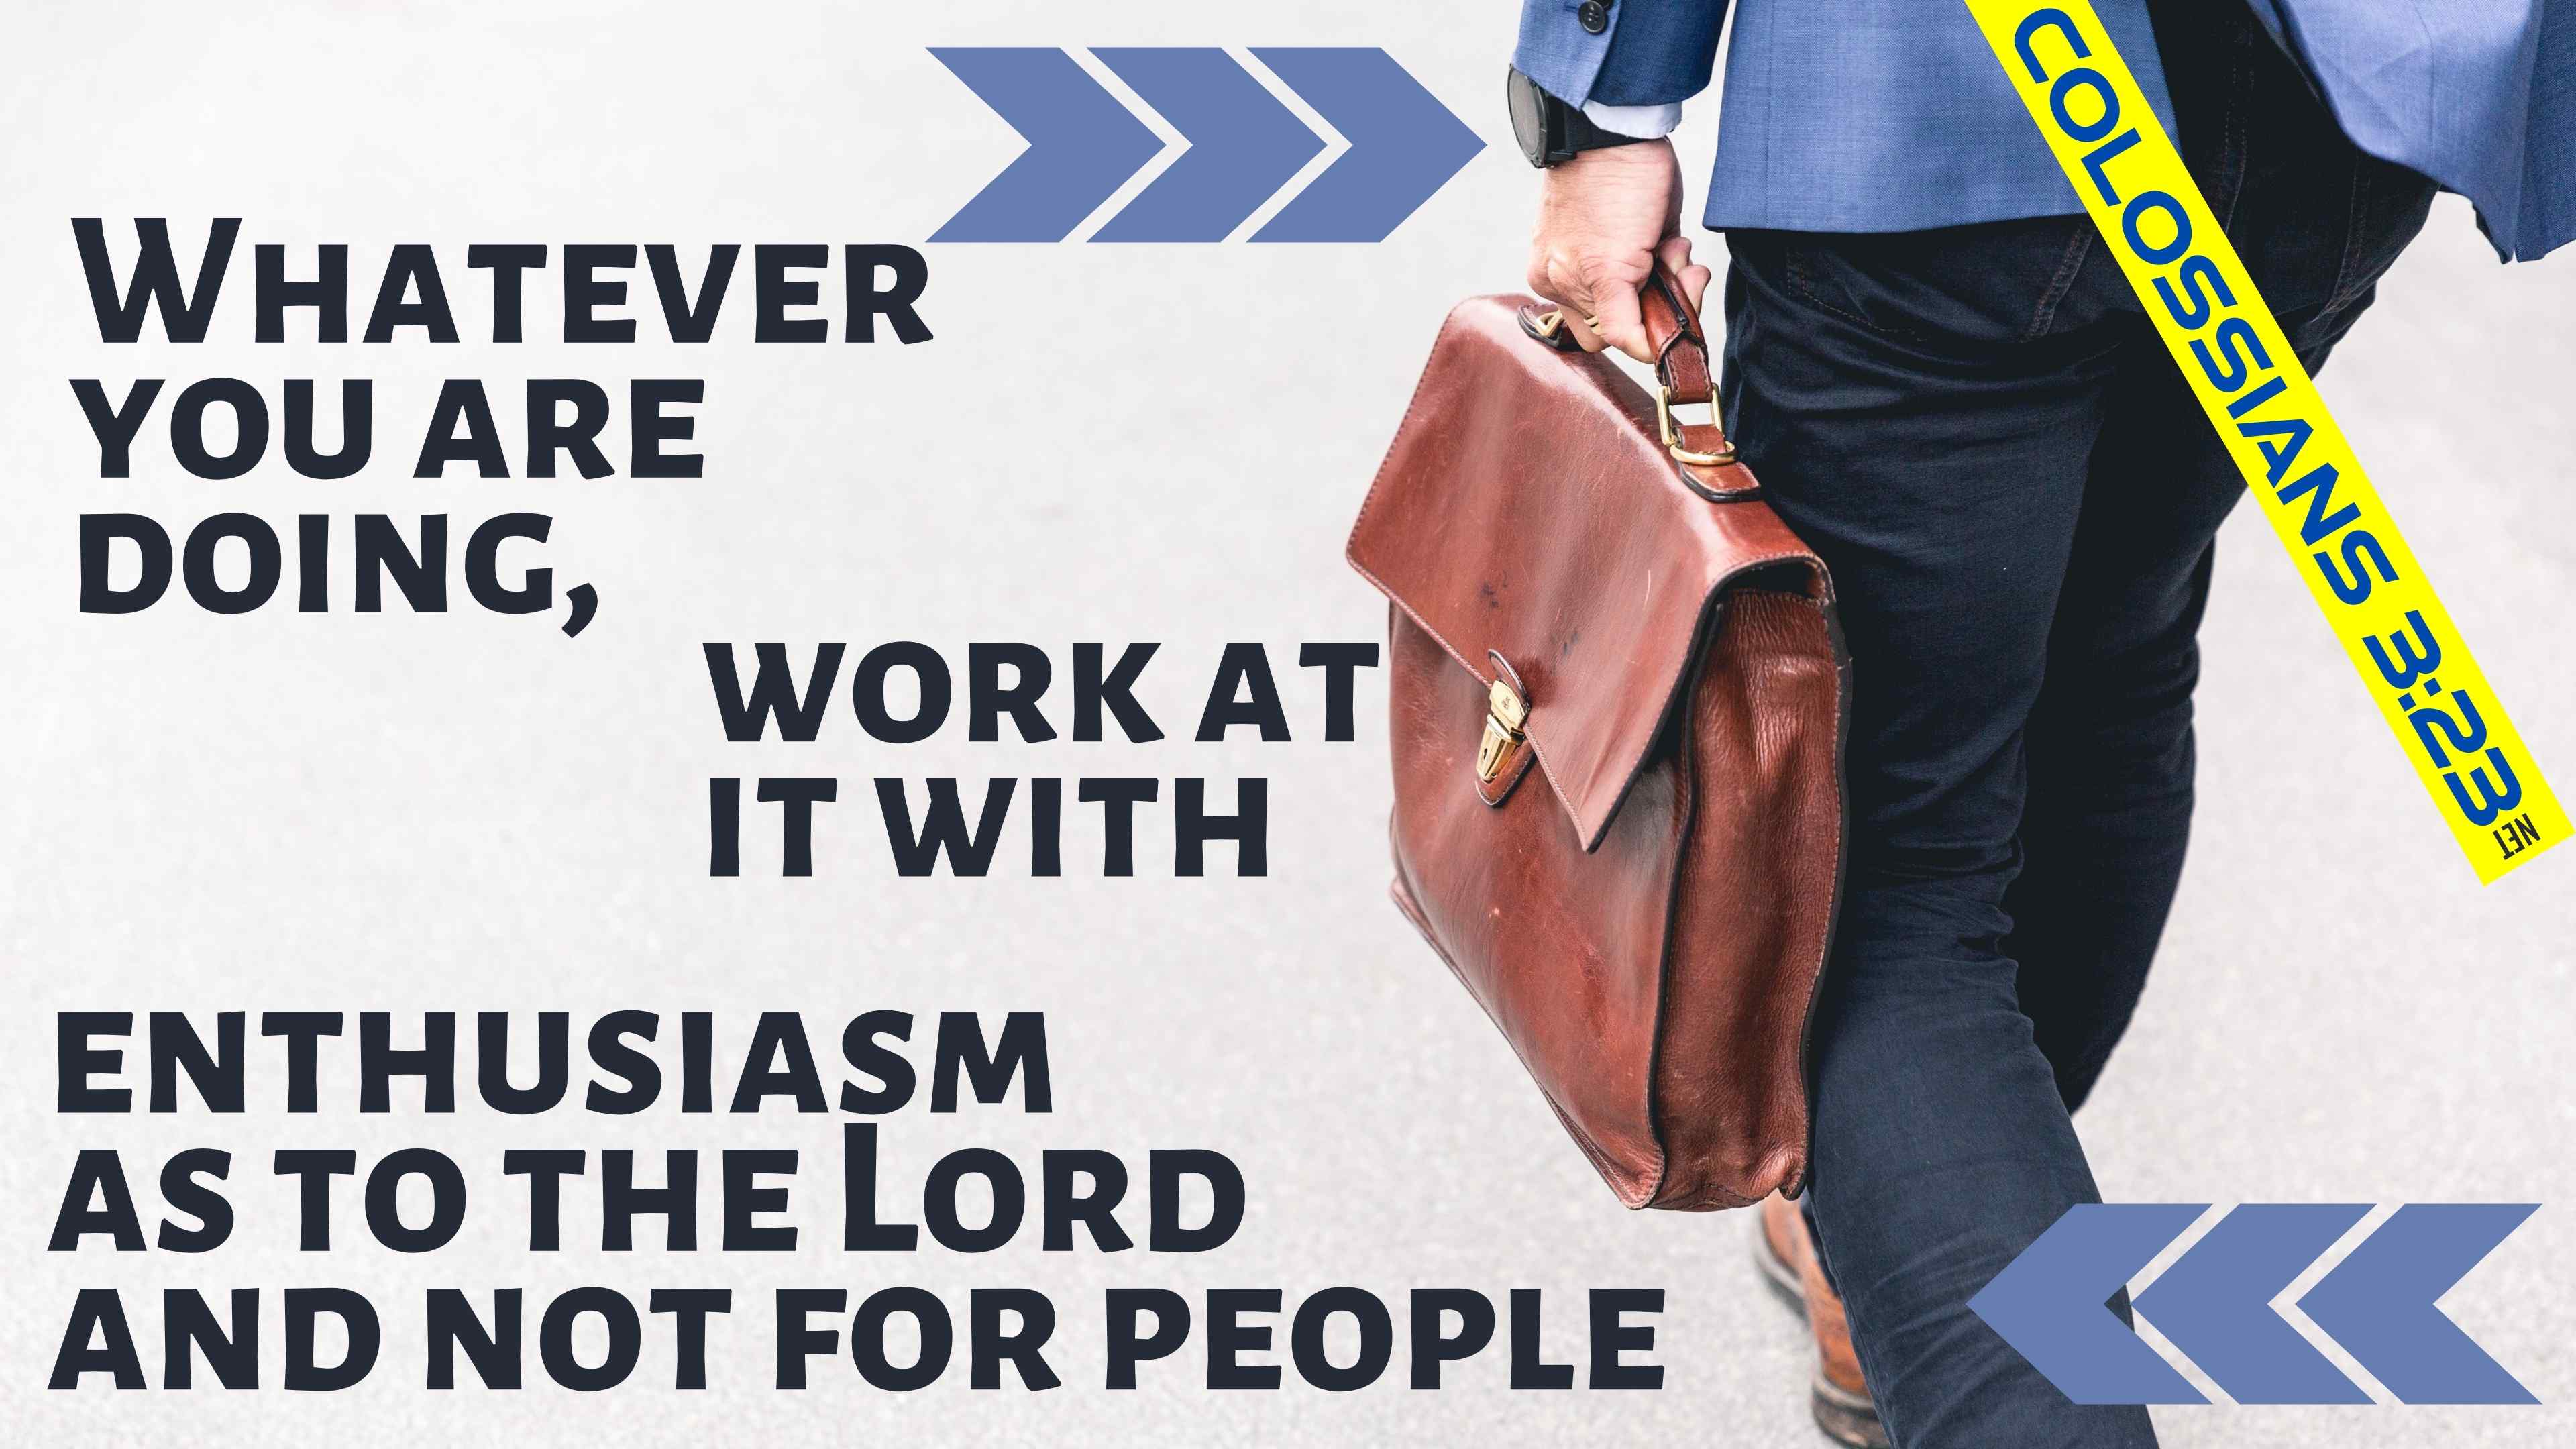 Whatever
you are
doing,
work at
it with
enthusiasm
as to the Lord
and not for people
COLOSSIANS 3:23
NET